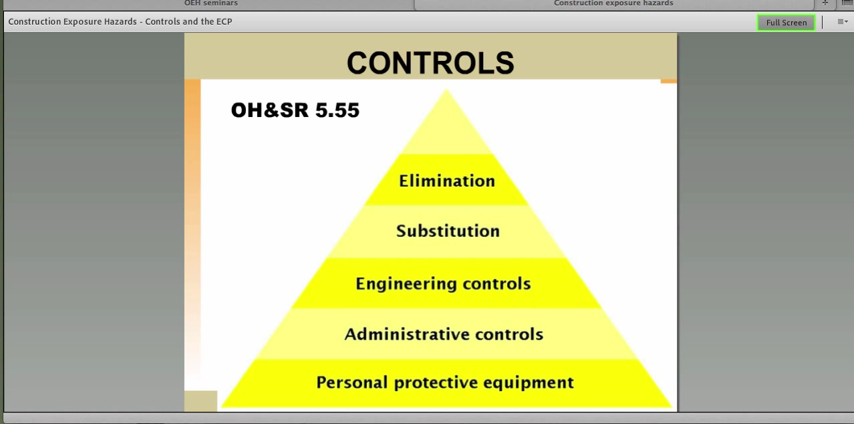 OEH seminars
Construction exposure hazards
Construction Exposure Hazards - Controls and the ECP
Full Screen
CONTROLS
OH&SR 5.55
Elimination
Substitution
Engineering controls
Administrative controls
Personal protective equipment